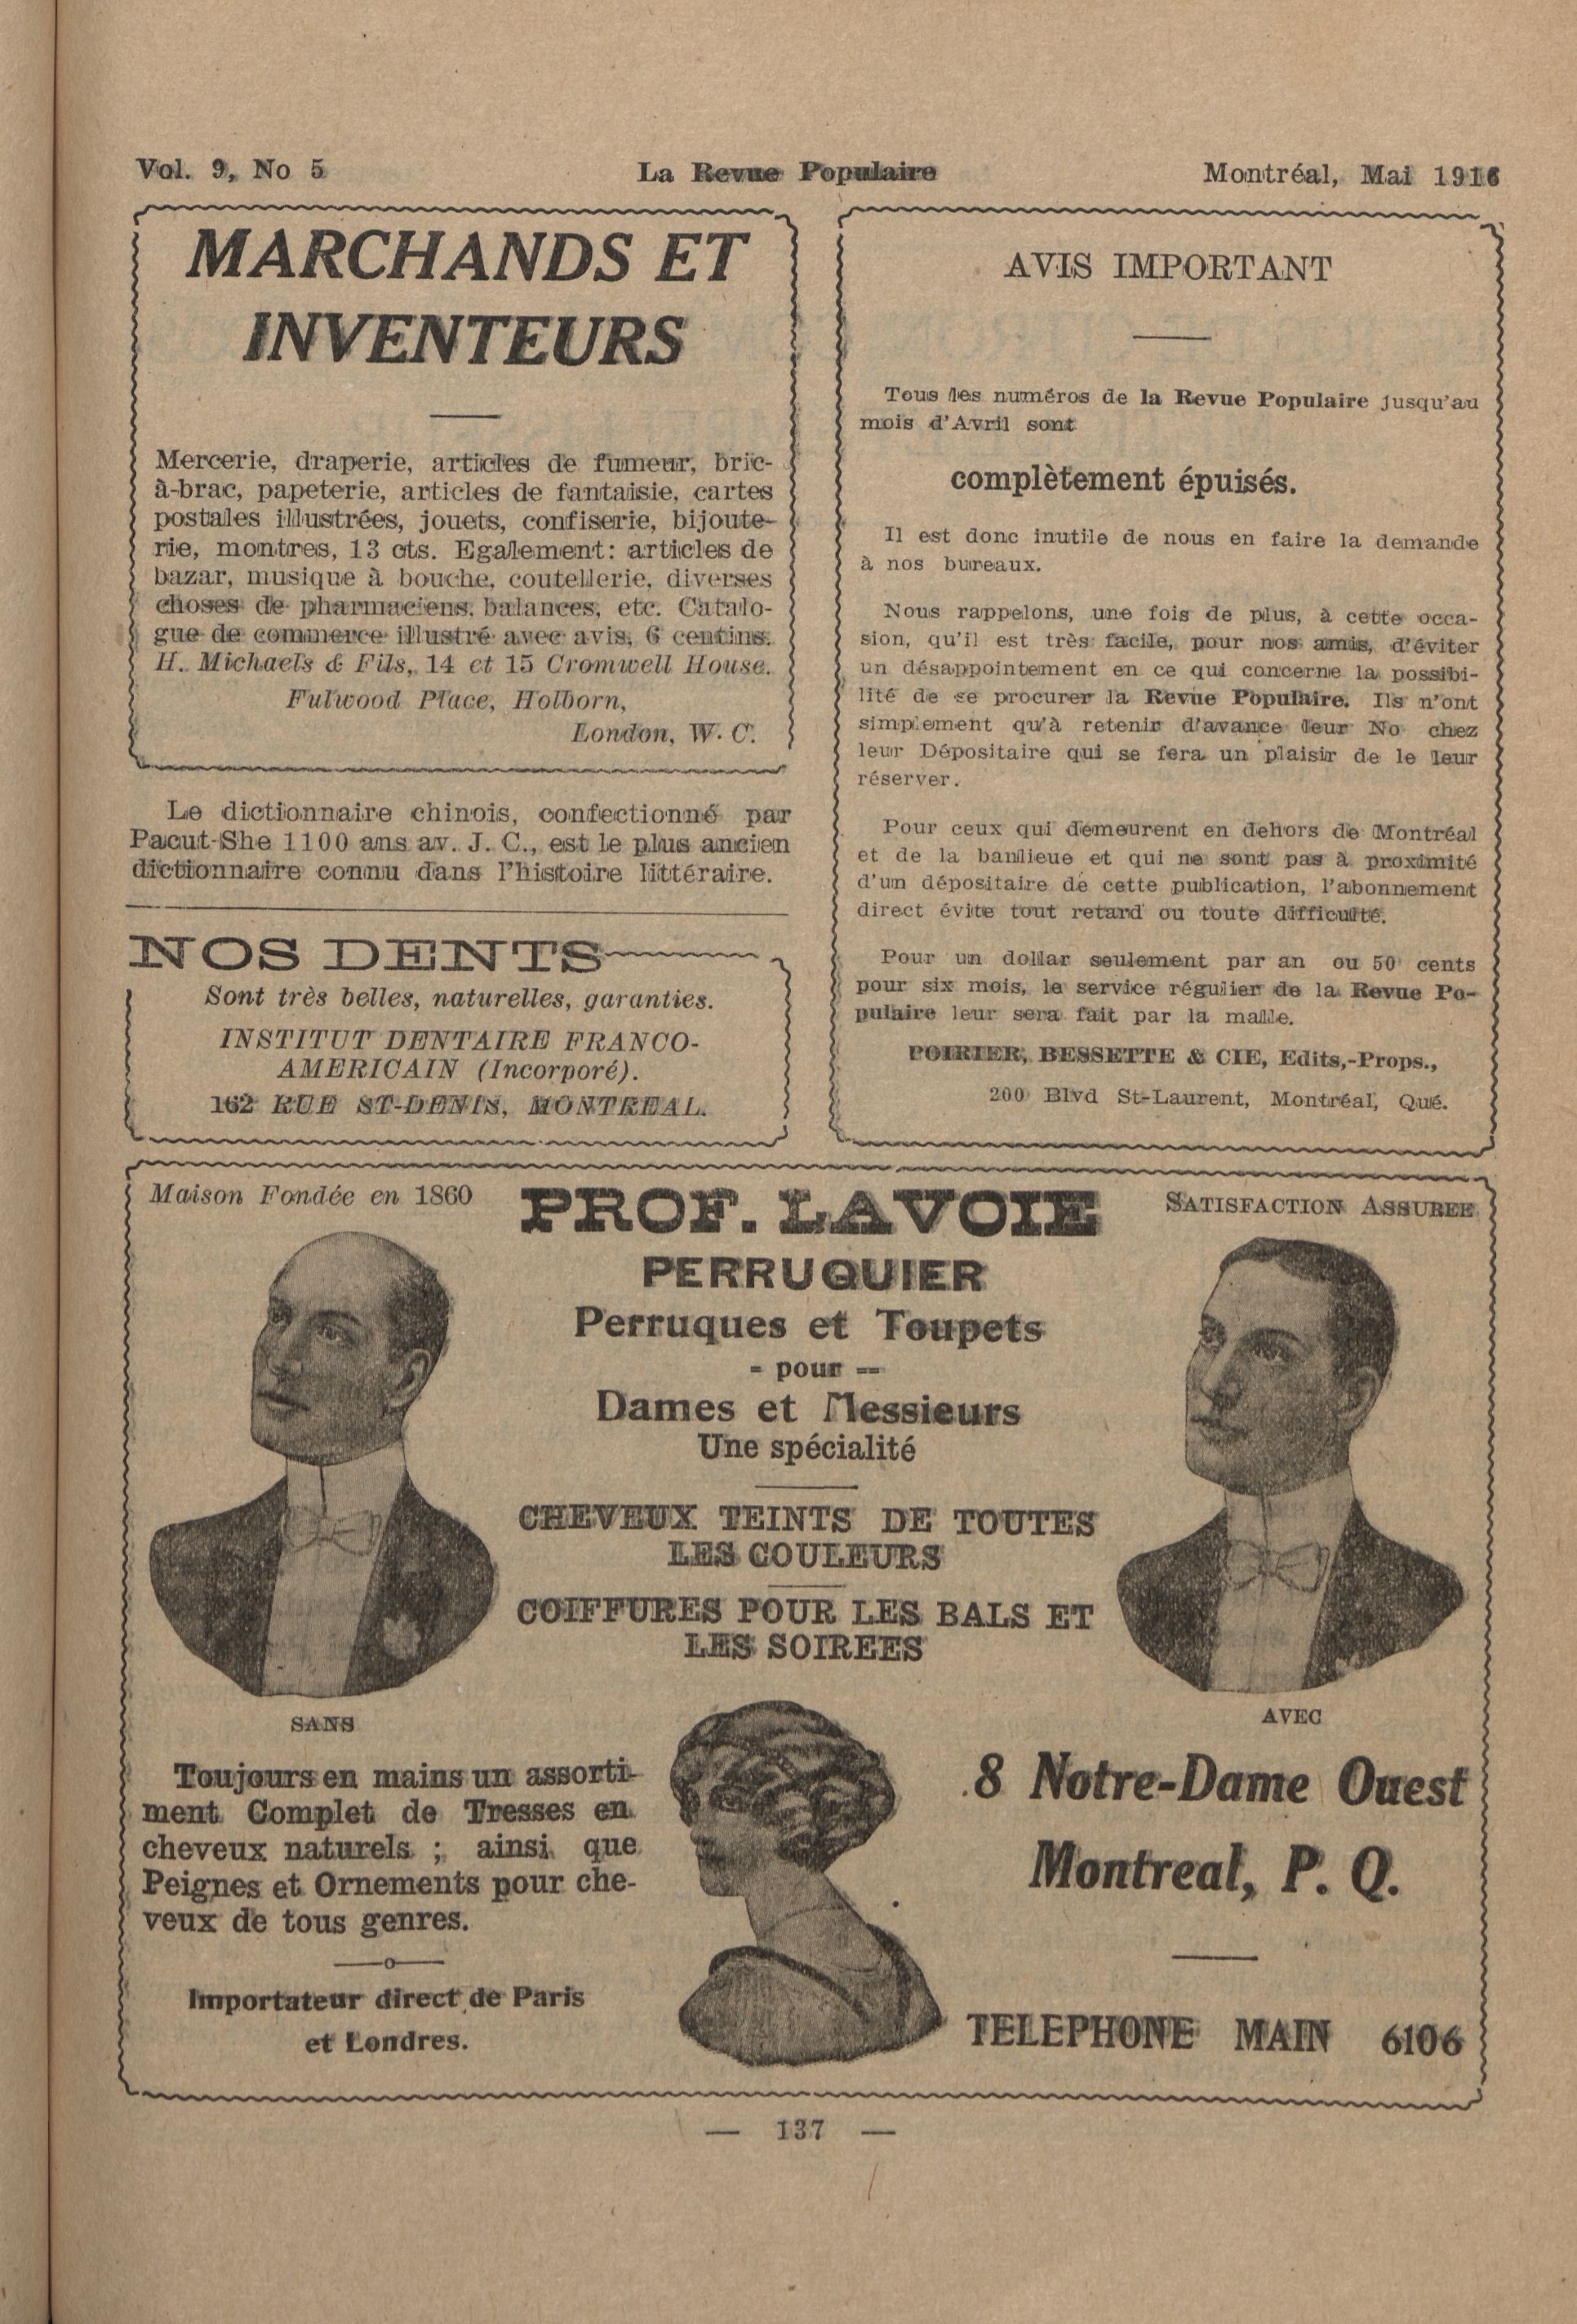 Vol. 9, No 5 La Revue Populaire Montréal, Mai 1916
MARCHANDS ET
INVENTEURS
Mercerie, draperie, articles de fumeur, bric-
à-brac, papeterie, articles de fantaisie, cartes
postales illustrées, jouets, confiserie, bijoute-
rie, montres, 13 cts. Egalement: articles de
bazar, musique à bouche, coutellerie, diverses
choses de pharmaciens, balances, etc. Catalo-
gue de commerce illustré avec avis, 6 centins.
H. Michaels & Fils, 14 et 15 Cromwell House.
Fulwood Place, Holborn,
London, W. C.
Le dictionnaire chinois, confectionné par
Pacut-She 1100 ans av. J. C., est le plus ancien
dictionnaire connu dans l'histoire littéraire.
NOS DENTS
Sont très belles, naturelles, garanties.
INSTITUT DENTAIRE FRANCO-
AMERICAIN (Incorporé).
162 RUE ST-DENIS, MONTREAL.
AVIS IMPORTANT
Tous les numéros de la Revue Populaire jusqu'au
mois d'Avril sont
complètement épuisés.
Il est donc inutile de nous en faire la demande
à nos bureaux.
Nous rappelons, une fois de plus, à cette occa-
sion, qu'il est très facile, pour nos amis, d'éviter
un désappointement en ce qui concerne la possibi-
lité de se procurer la Revue Populaire. Ils n'ont
simplement qu'à retenir d'avance leur No chez
leur Dépositaire qui se fera un plaisir de le leur
réserver.
Pour ceux qui demeurent en dehors de Montréal
et de la banlieue et qui ne sont pas à proximité
d'un dépositaire de cette publication, l'abonnement
direct évite tout retard ou toute difficulté.
Pour un dollar seulement par an ou 50 cents
pour six mois, le service régulier de la Revue Po-
pulaire leur sera fait par la malle.
POIRIER, BESSETTE & CIE, Edits,-Props.,
200 Blvd St-Laurent, Montréal, Qué.
Maison Fondée en 1860 PROF. LAVOIE SATISFACTION ASSUREE
PERRUQUIER
Perruques et Toupets
- pour --
Dames et Messieurs
Une spécialité
CHEVEUX TEINTS DE TOUTES
LES COULEURS
COIFFURES POUR LES BALS ET
LES SOIREES
SANS
AVEC
Toujours en mains un assorti-
ment Complet de Tresses en
cheveux naturels ; ainsi que
Peignes et Ornements pour che-
veux de tous genres.
Importateur direct de Paris
et Londres.
8 Notre-Dame Ouest
Montreal, P. Q.
TELEPHONE MAIN 6106
— 137 —